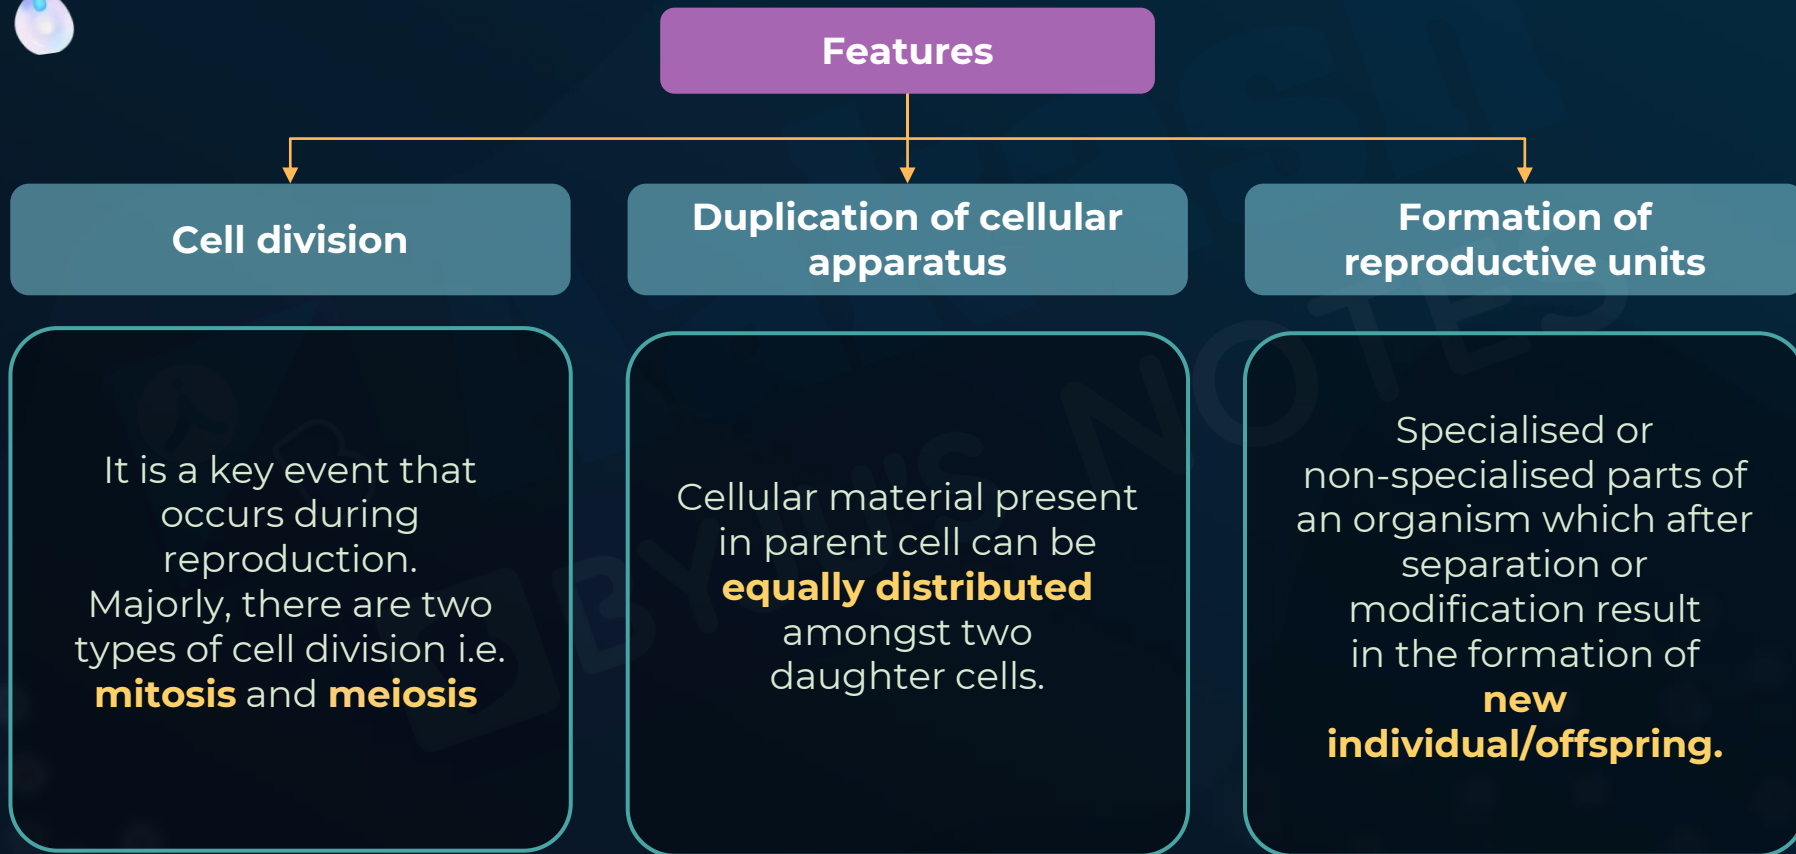 Features
Cell division
Duplication of cellular
apparatus
Formation of
reproductive units
It is a key event that
occurs during
reproduction.
Majorly, there are two
types of cell division i.e.
mitosis and meiosis
Cellular material present
in parent cell can be
equally distributed
amongst two
daughter cells.
Specialised or
non-specialised parts of
an organism which after
separation or
modification result
in the formation of
new
individual/offspring.
Aakash
BYJU'S NOTES